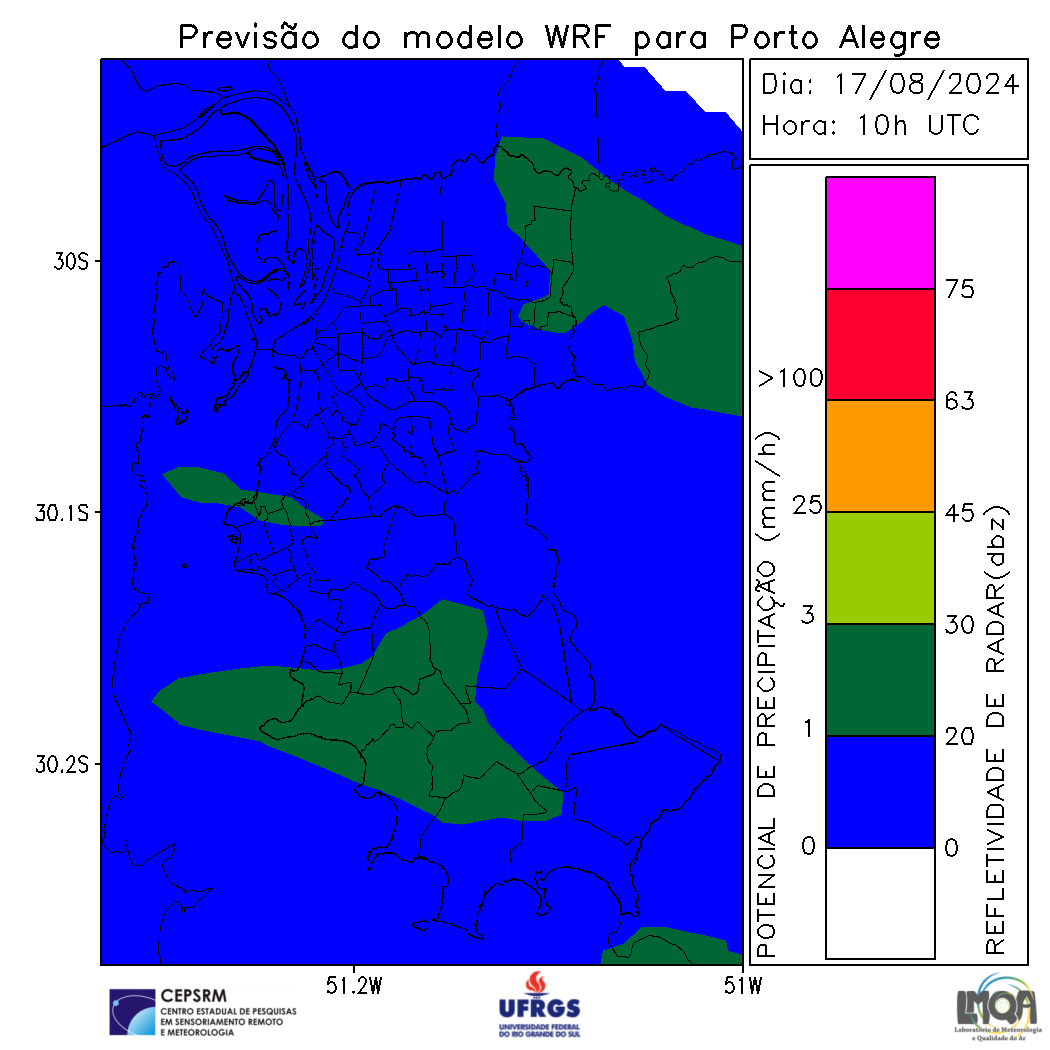 Previsão do modelo WRF para Porto Alegre
Dia: 17/08/2024
Hora: 10h UTC
30S
30.1S
30.2S
51.2W
51W
POTENCIAL DE PRECIPITAÇÃO (mm/h)
>100
25
3
1
0
75
63
45
30
20
0
REFLETIVIDADE DE RADAR(dbz)
CEPSRM
CENTRO ESTADUAL DE PESQUISAS
EM SENSORIAMENTO REMOTO
E METEOROLOGIA
UFRGS
UNIVERSIDADE FEDERAL
DO RIO GRANDE DO SUL
LMQA
Laboratório de Meteorologia
e Qualidade do Ar